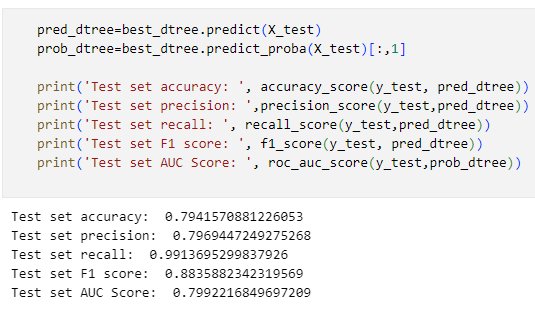 pred_dtree=best_dtree.predict(X_test)
prob_dtree=best_dtree.predict_proba(X_test)[:,1]
print('Test set accuracy: ', accuracy_score(y_test, pred_dtree))
print('Test set precision: ',precision_score(y_test,pred_dtree))
print('Test set recall: ', recall_score(y_test,pred_dtree))
print('Test set F1 score: ', f1_score(y_test, pred_dtree))
print('Test set AUC Score: ', roc_auc_score(y_test,prob_dtree))
Test set accuracy:  0.7941570881226053
Test set precision:  0.7969447249275268
Test set recall:  0.9913695299837926
Test set F1 score:  0.8835882342319569
Test set AUC Score:  0.7992216849697209